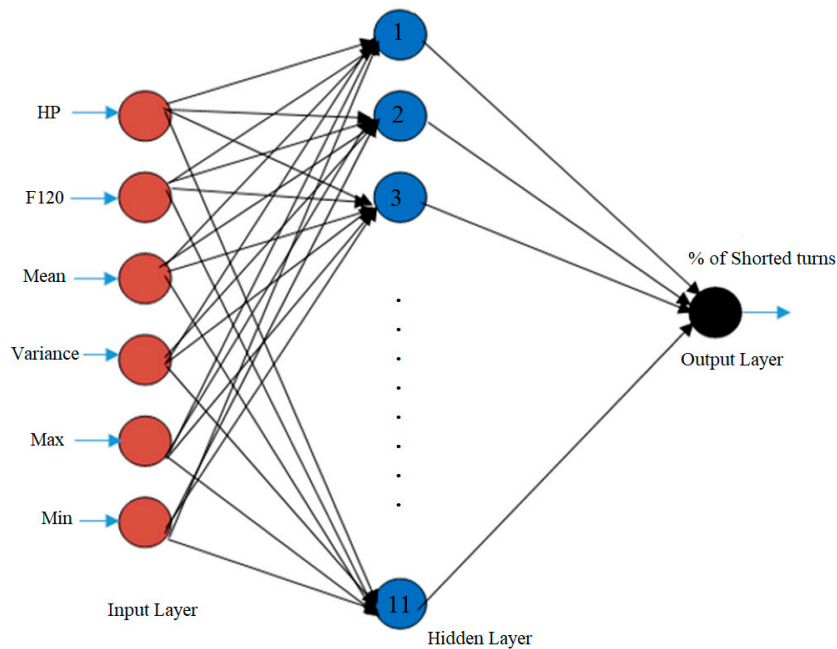 1
HP
2
F120
3
Mean
% of Shorted turns
Variance
Output Layer
Max
Min
Input Layer
11
Hidden Layer